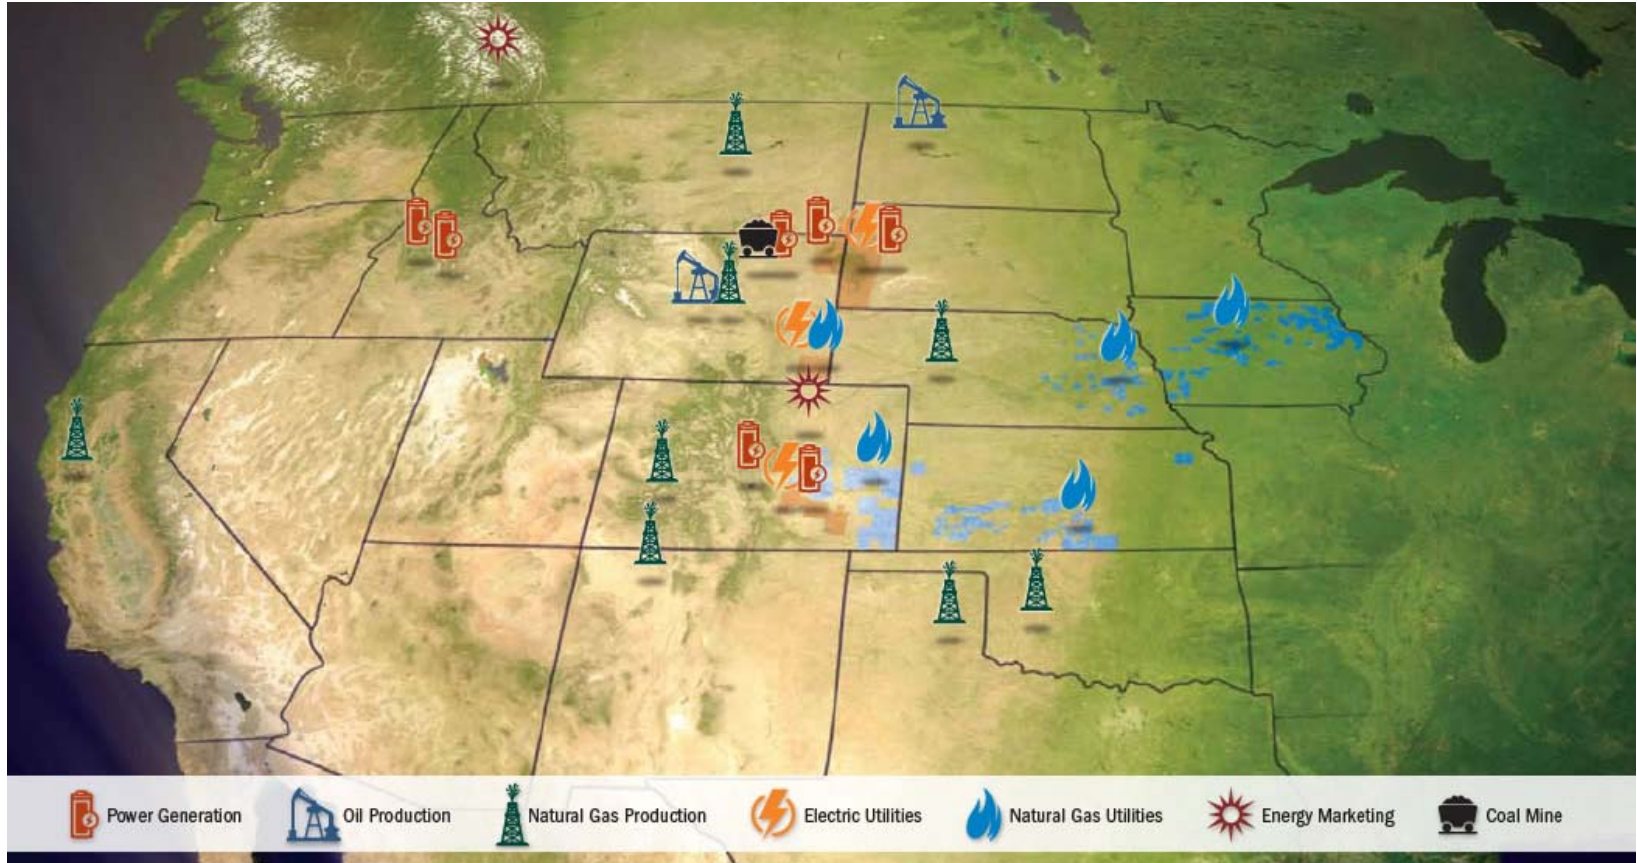 Power Generation
Oil Production
Natural Gas Production
Electric Utilities
Natural Gas Utilities
Energy Marketing
Coal Mine